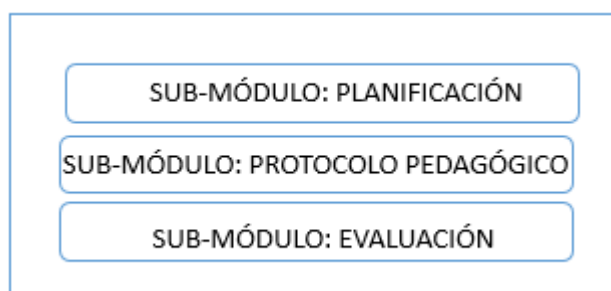 SUB-MÓDULO: PLANIFICACIÓN
SUB-MÓDULO: PROTOCOLO PEDAGÓGICO
SUB-MÓDULO: EVALUACIÓN